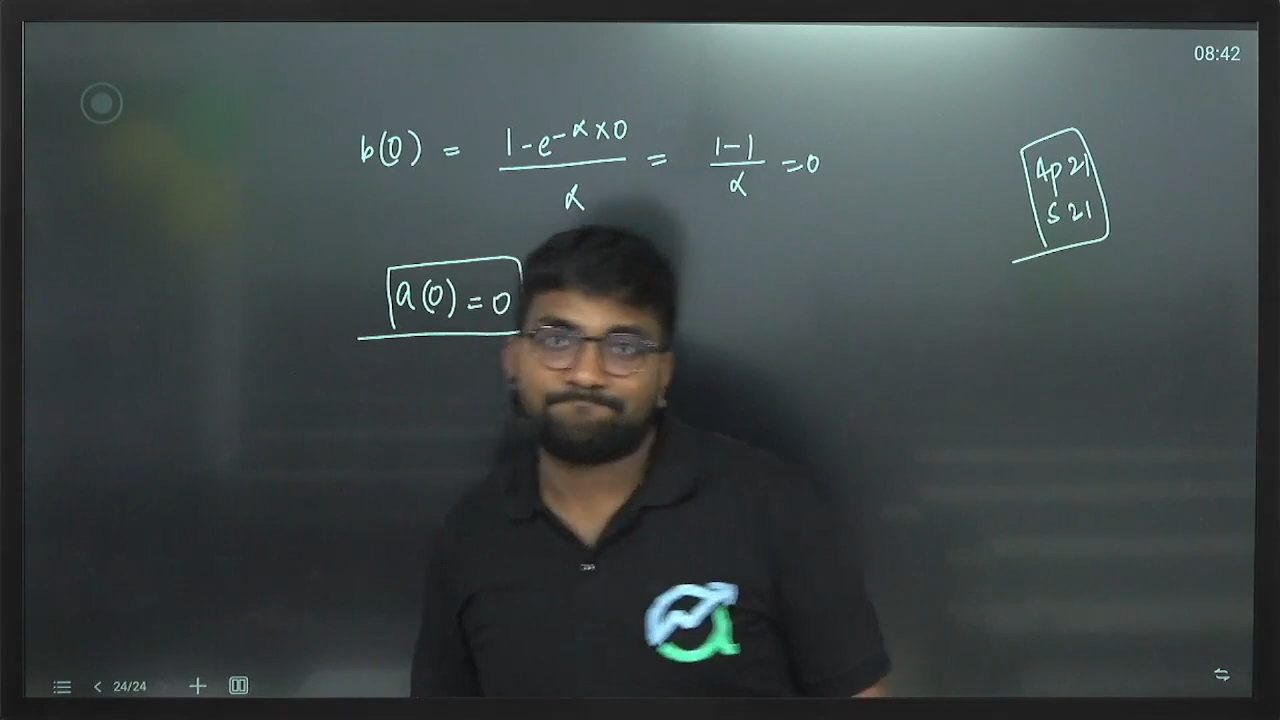 08:42
b(0) = 1-e^{-α×0}/α = 1-1/α =0
Ap 21
S 21
a(0) = 0
24/24